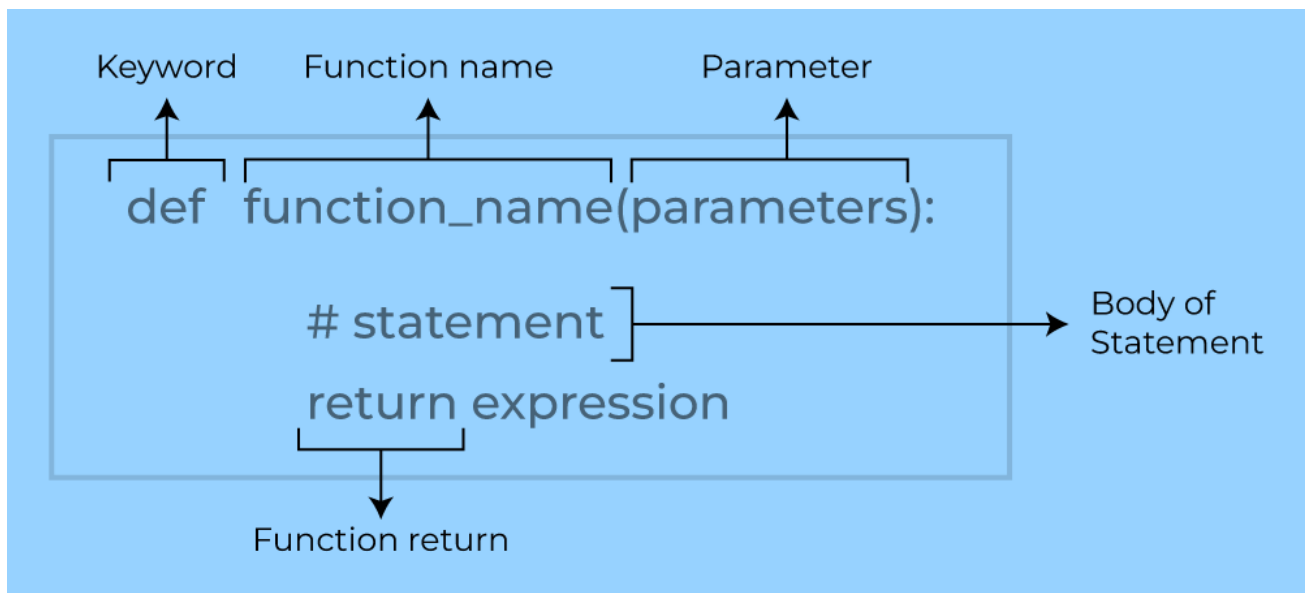 Keyword Function name Parameter
def function_name(parameters):
# statement
Body of
Statement
return expression
Function return